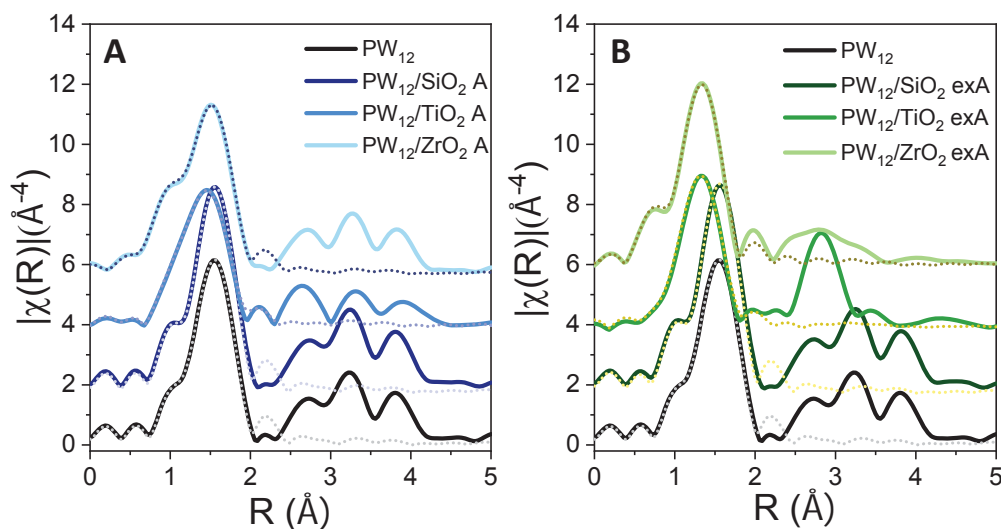 A
PW₁₂
PW₁₂/SiO₂ A
PW₁₂/TiO₂ A
PW₁₂/ZrO₂ A
|χ(R)|(Å⁻⁴)
14
12
10
8
6
4
2
0
0 1 2 3 4 5
R (Å)
B
PW₁₂
PW₁₂/SiO₂ exA
PW₁₂/TiO₂ exA
PW₁₂/ZrO₂ exA
|χ(R)|(Å⁻⁴)
14
12
10
8
6
4
2
0
0 1 2 3 4 5
R (Å)